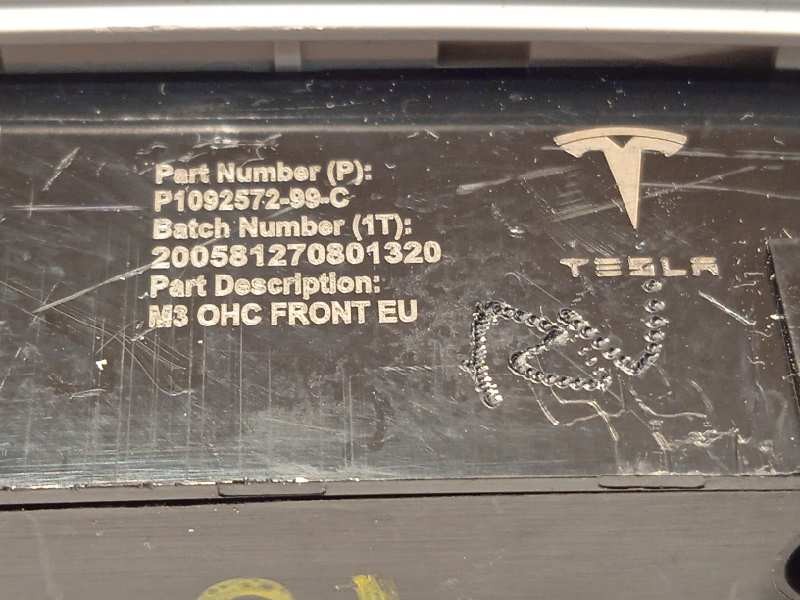 Part Number (P):
P1092572-99-C
Batch Number (1T):
200581270801320
Part Description:
M3 OHC FRONT EU
TESLA